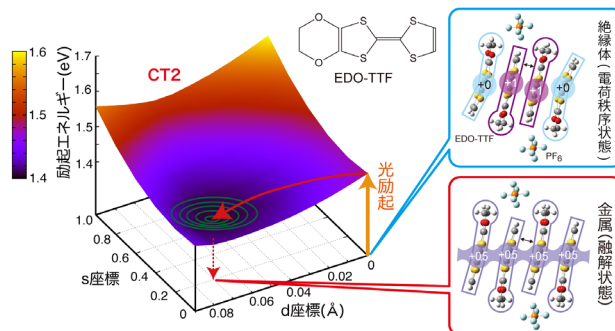 1.6
1.5
1.4
励起エネルギー(eV)
1.7
1.6
1.5
1.4
CT2
EDO-TTF
O
O
S
S
S
S
光励起
1.0
0.8
0.6
0.4
0.2
0
s座標
0.08
0.06
0.04
0.02
0
d座標(Å)
絶縁体(電荷秩序状態)
+0
+1
+1
+0
EDO-TTF
PF6
金属(融解状態)
+0.5
+0.5
+0.5
+0.5